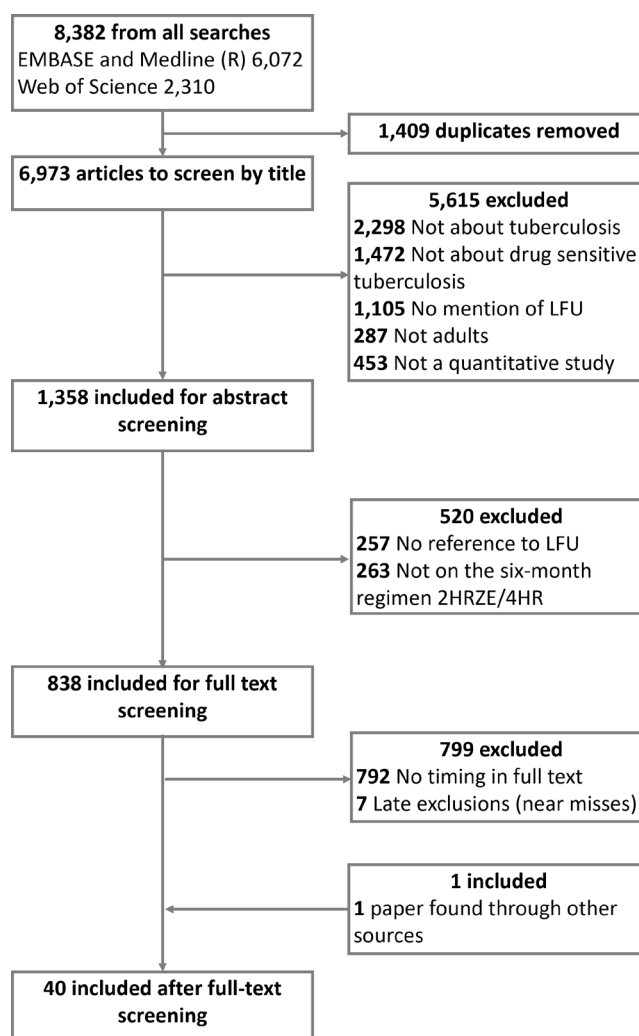 8,382 from all searches
EMBASE and Medline (R) 6,072
Web of Science 2,310
1,409 duplicates removed
6,973 articles to screen by title
5,615 excluded
2,298 Not about tuberculosis
1,472 Not about drug sensitive
tuberculosis
1,105 No mention of LFU
287 Not adults
453 Not a quantitative study
1,358 included for abstract
screening
520 excluded
257 No reference to LFU
263 Not on the six-month
regimen 2HRZE/4HR
838 included for full text
screening
799 excluded
792 No timing in full text
7 Late exclusions (near misses)
1 included
1 paper found through other
sources
40 included after full-text
screening